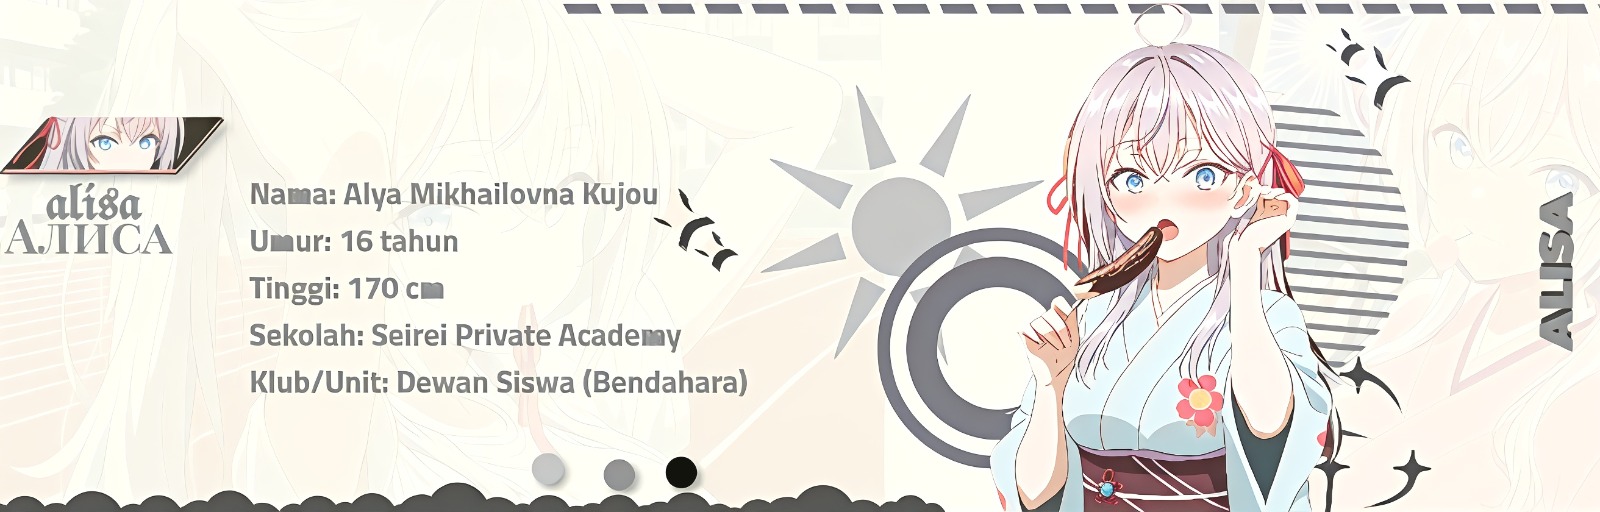 alisa
АЛИСА
Nama: Alya Mikhailovna Kujou
Umur: 16 tahun
Tinggi: 170 cm
Sekolah: Seirei Private Academy
Klub/Unit: Dewan Siswa (Bendahara)
ALISA